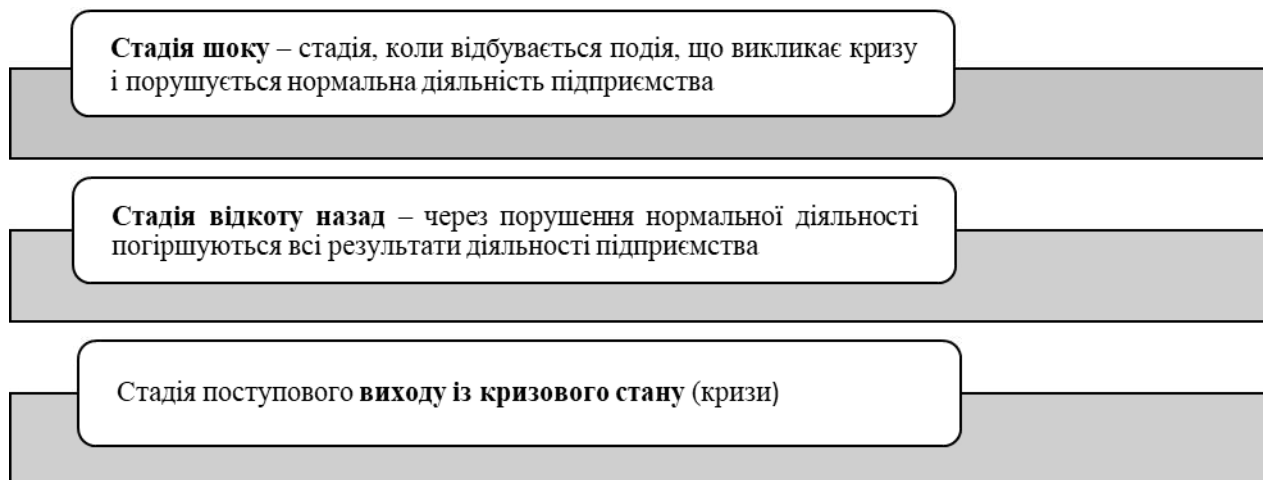 Стадія шоку – стадія, коли відбувається подія, що викликає кризу
і порушується нормальна діяльність підприємства
Стадія відкоту назад – через порушення нормальної діяльності
погіршуються всі результати діяльності підприємства
Стадія поступового виходу із кризового стану (кризи)